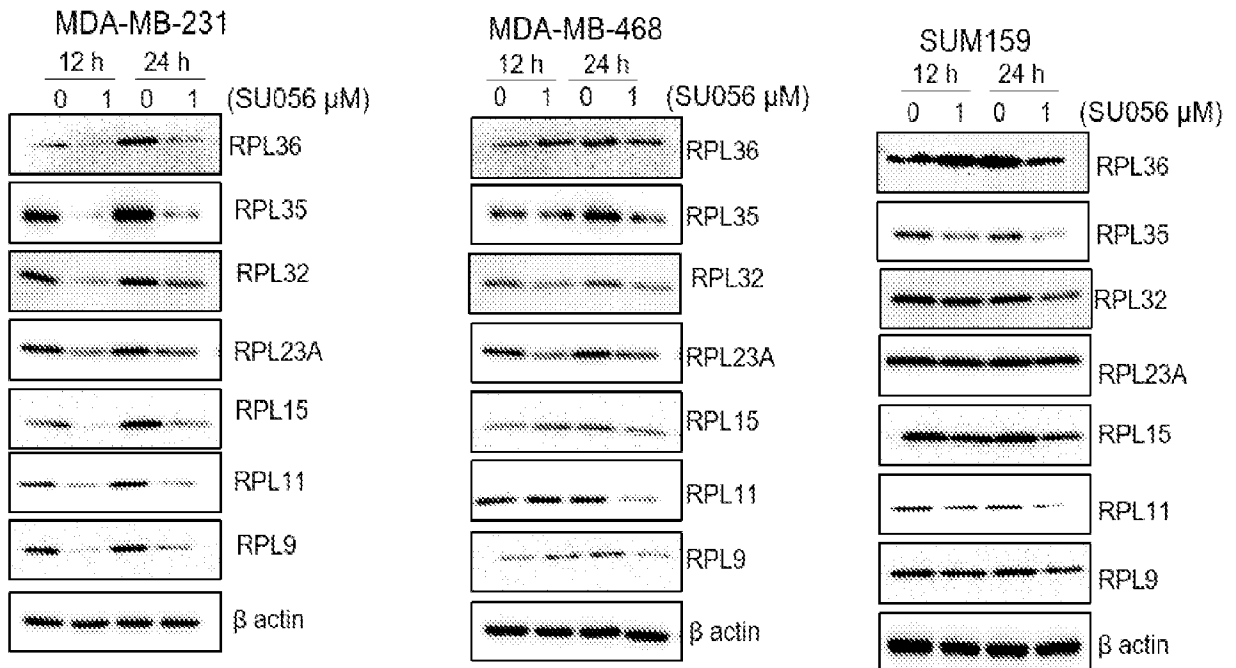 MDA-MB-231
12 h 24 h
0 1 0 1 (SU056 µM)
RPL36
RPL35
RPL32
RPL23A
RPL15
RPL11
RPL9
β actin
MDA-MB-468
12 h 24 h
0 1 0 1 (SU056 µM)
RPL36
RPL35
RPL32
RPL23A
RPL15
RPL11
RPL9
β actin
SUM159
12 h 24 h
0 1 0 1 (SU056 µM)
RPL36
RPL35
RPL32
RPL23A
RPL15
RPL11
RPL9
β actin